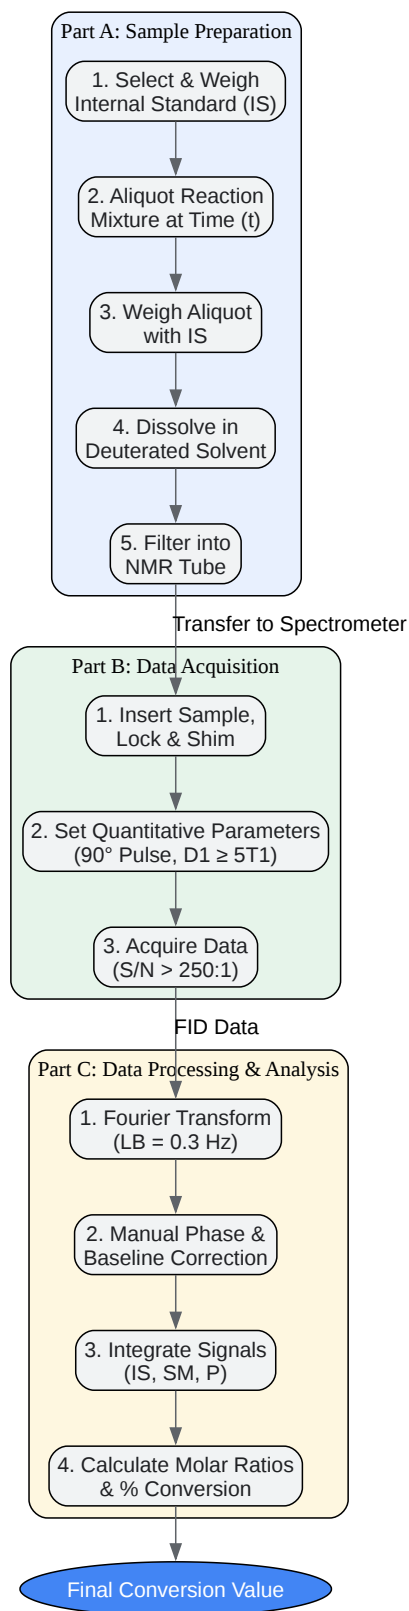 Part A: Sample Preparation
1. Select & Weigh
Internal Standard (IS)
2. Aliquot Reaction
Mixture at Time (t)
3. Weigh Aliquot
with IS
4. Dissolve in
Deuterated Solvent
5. Filter into
NMR Tube
Transfer to Spectrometer
Part B: Data Acquisition
1. Insert Sample,
Lock & Shim
2. Set Quantitative Parameters
(90° Pulse, D1 ≥ 5T1)
3. Acquire Data
(S/N > 250:1)
FID Data
Part C: Data Processing & Analysis
1. Fourier Transform
(LB = 0.3 Hz)
2. Manual Phase &
Baseline Correction
3. Integrate Signals
(IS, SM, P)
4. Calculate Molar Ratios
& % Conversion
Final Conversion Value